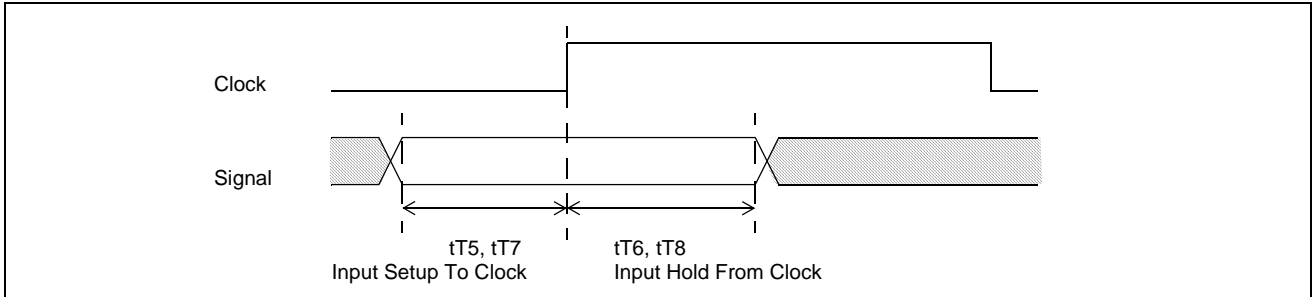 Clock
Signal
tT5, tT7
Input Setup To Clock
tT6, tT8
Input Hold From Clock